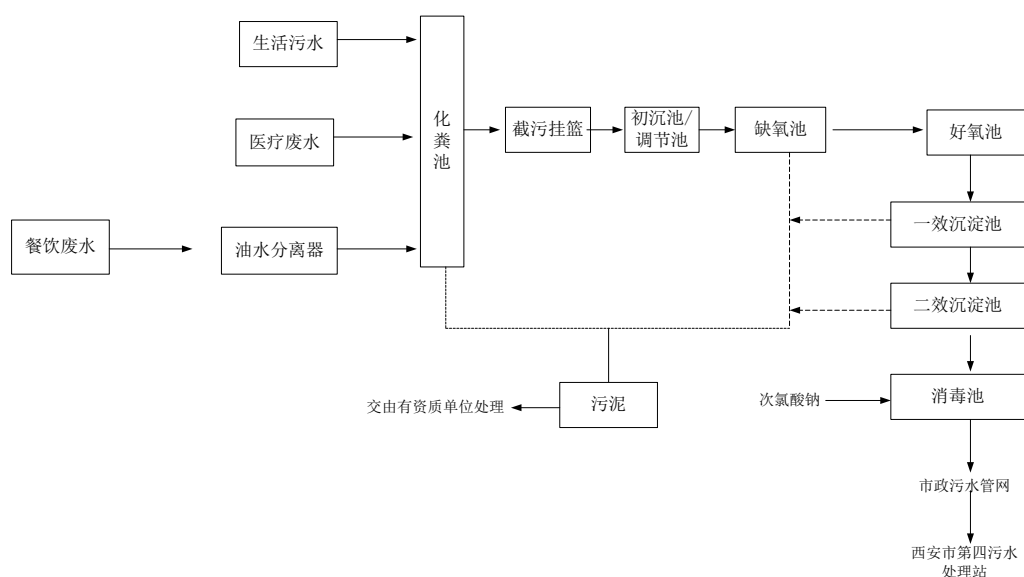 生活污水
医疗废水
餐饮废水
油水分离器
化
粪
池
截污挂篮
初沉池/
调节池
缺氧池
好氧池
一效沉淀池
二效沉淀池
次氯酸钠
消毒池
交由有资质单位处理
污泥
市政污水管网
西安市第四污水
处理站